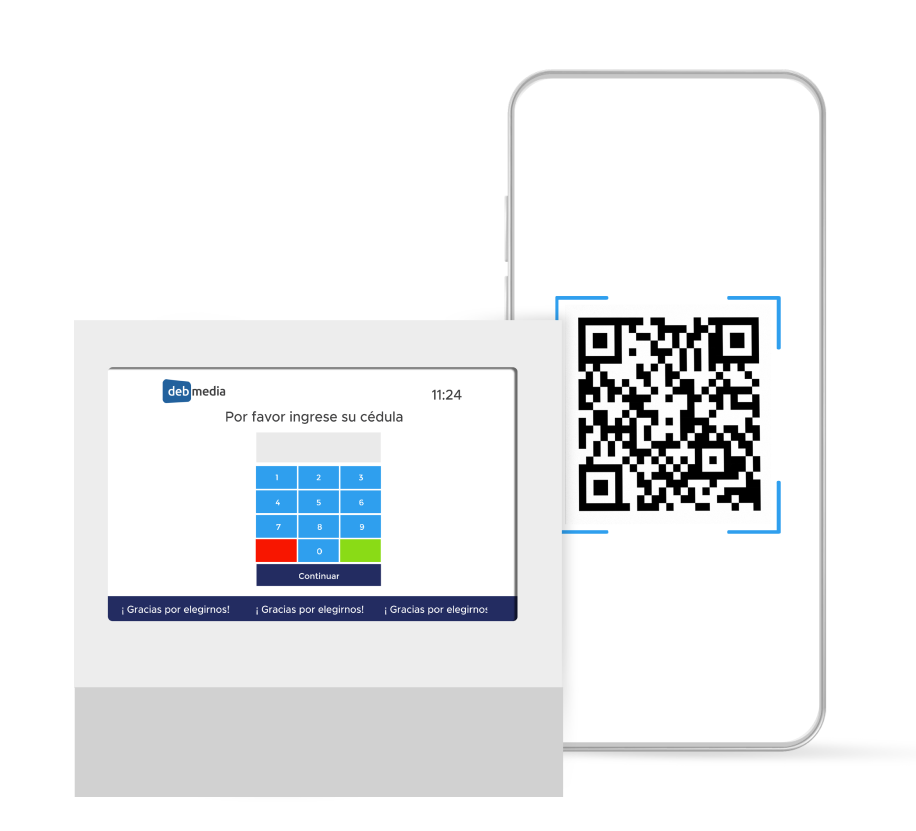 debmedia
11:24
Por favor ingrese su cédula
1 2 3
4 5 6
7 8 9
0
Continuar
¡ Gracias por elegirnos! ¡ Gracias por elegirnos! ¡ Gracias por elegirnos